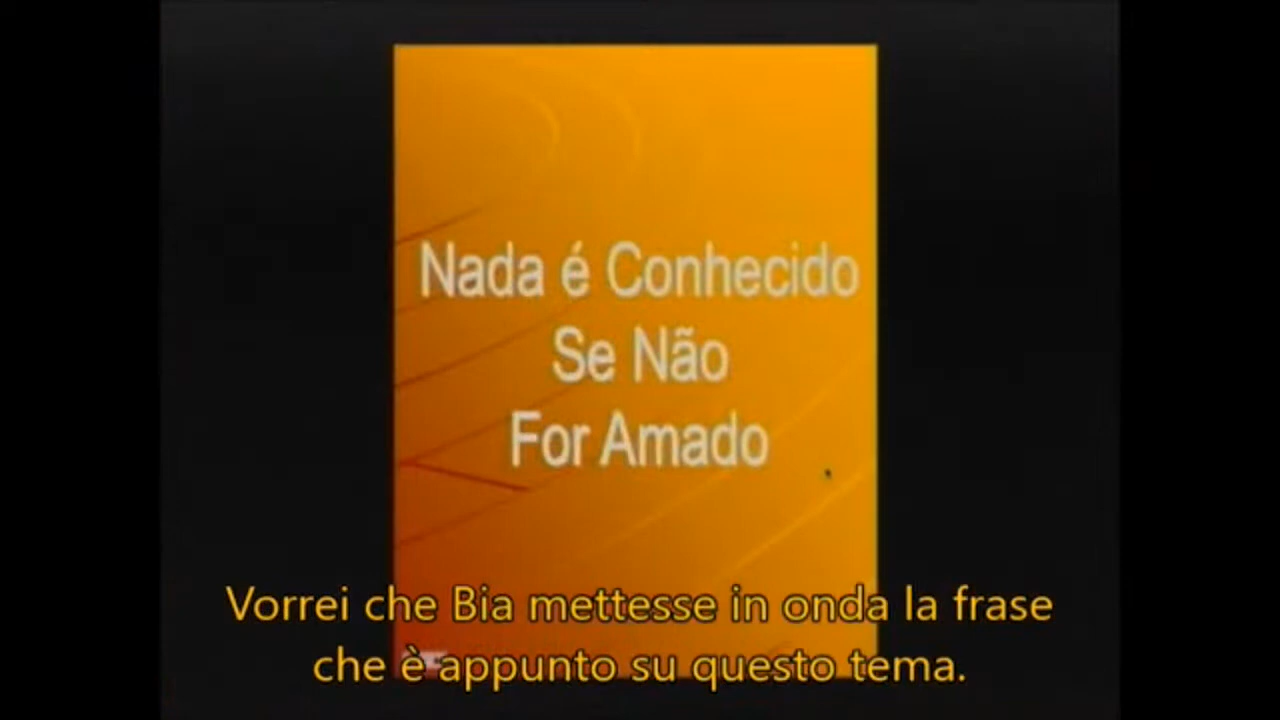 Nada é Conhecido
Se Não
For Amado
Vorrei che Bia mettesse in onda la frase
che è appunto su questo tema.